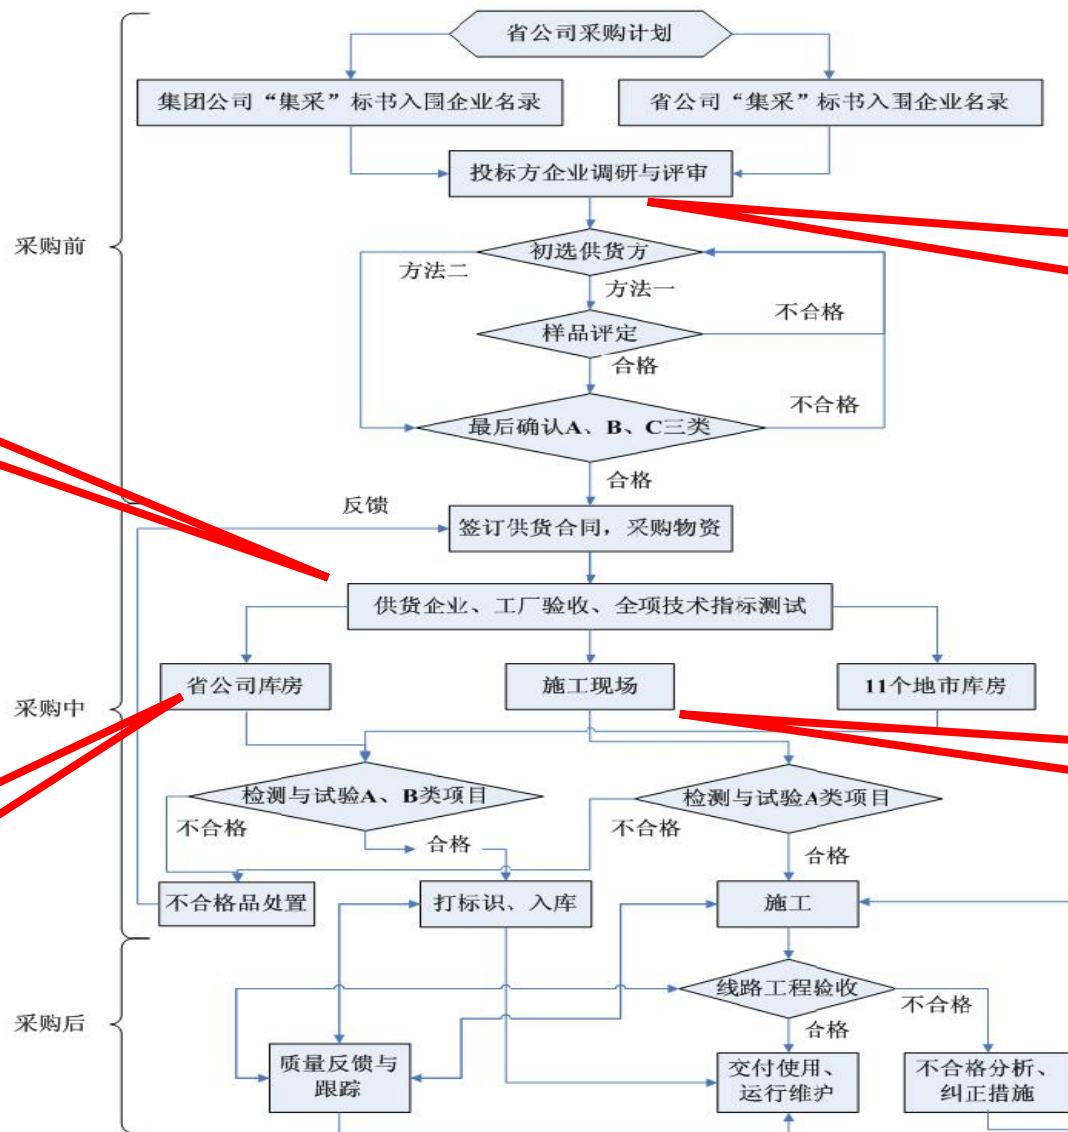 省公司采购计划
集团公司“集采”标书入围企业名录
省公司“集采”标书入围企业名录
投标方企业调研与评审
采购前
初选供货方
方法二
方法一
不合格
样品评定
合格
不合格
最后确认A、B、C三类
合格
反馈
签订供货合同，采购物资
供货企业、工厂验收、全项技术指标测试
省公司库房
施工现场
11个地市库房
采购中
检测与试验A、B类项目
检测与试验A类项目
不合格
合格
不合格
合格
不合格品处置
打标识、入库
施工
线路工程验收
不合格
采购后
合格
质量反馈与
跟踪
交付使用、
运行维护
不合格分析、
纠正措施